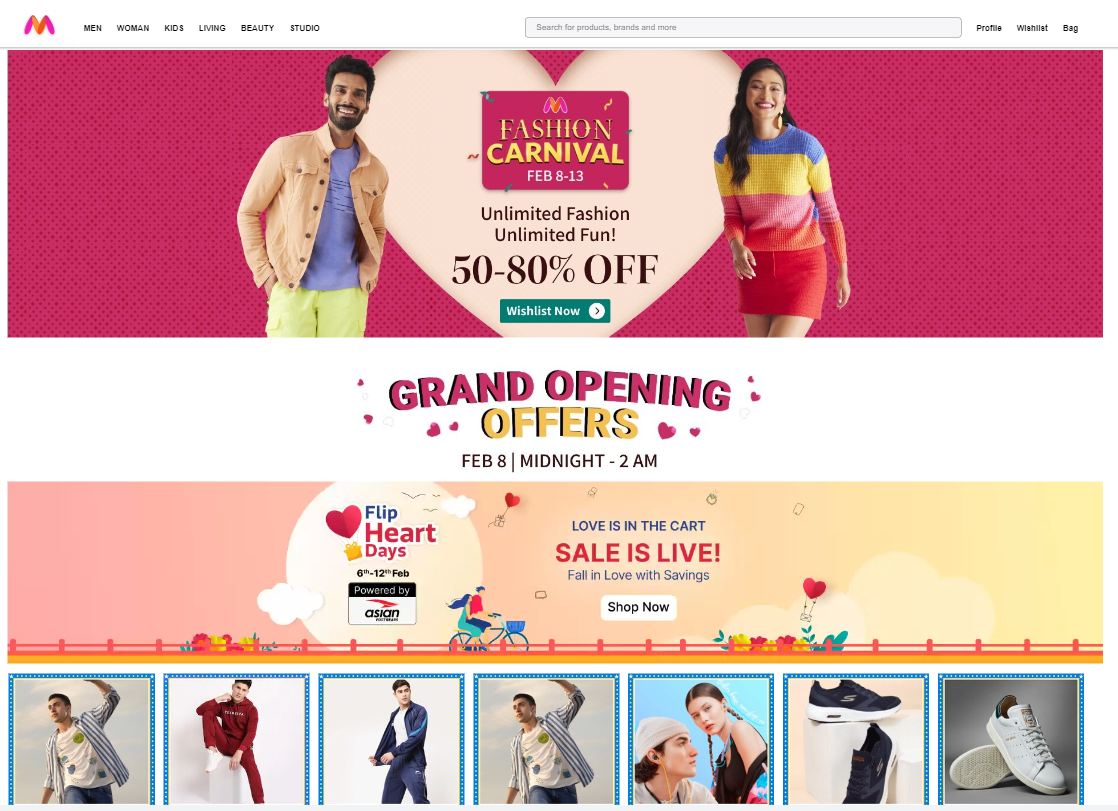 MEN WOMAN KIDS LIVING BEAUTY STUDIO Search for products, brands and more Profile Wishlist Bag
FASHION
CARNIVAL
FEB 8-13
Unlimited Fashion
Unlimited Fun!
50-80% OFF
Wishlist Now
GRAND OPENING
OFFERS
FEB 8 | MIDNIGHT - 2 AM
Flip
Heart
Days
6th-12th Feb
Powered by
asian
FOOTWEARS
LOVE IS IN THE CART
SALE IS LIVE!
Fall in Love with Savings
Shop Now